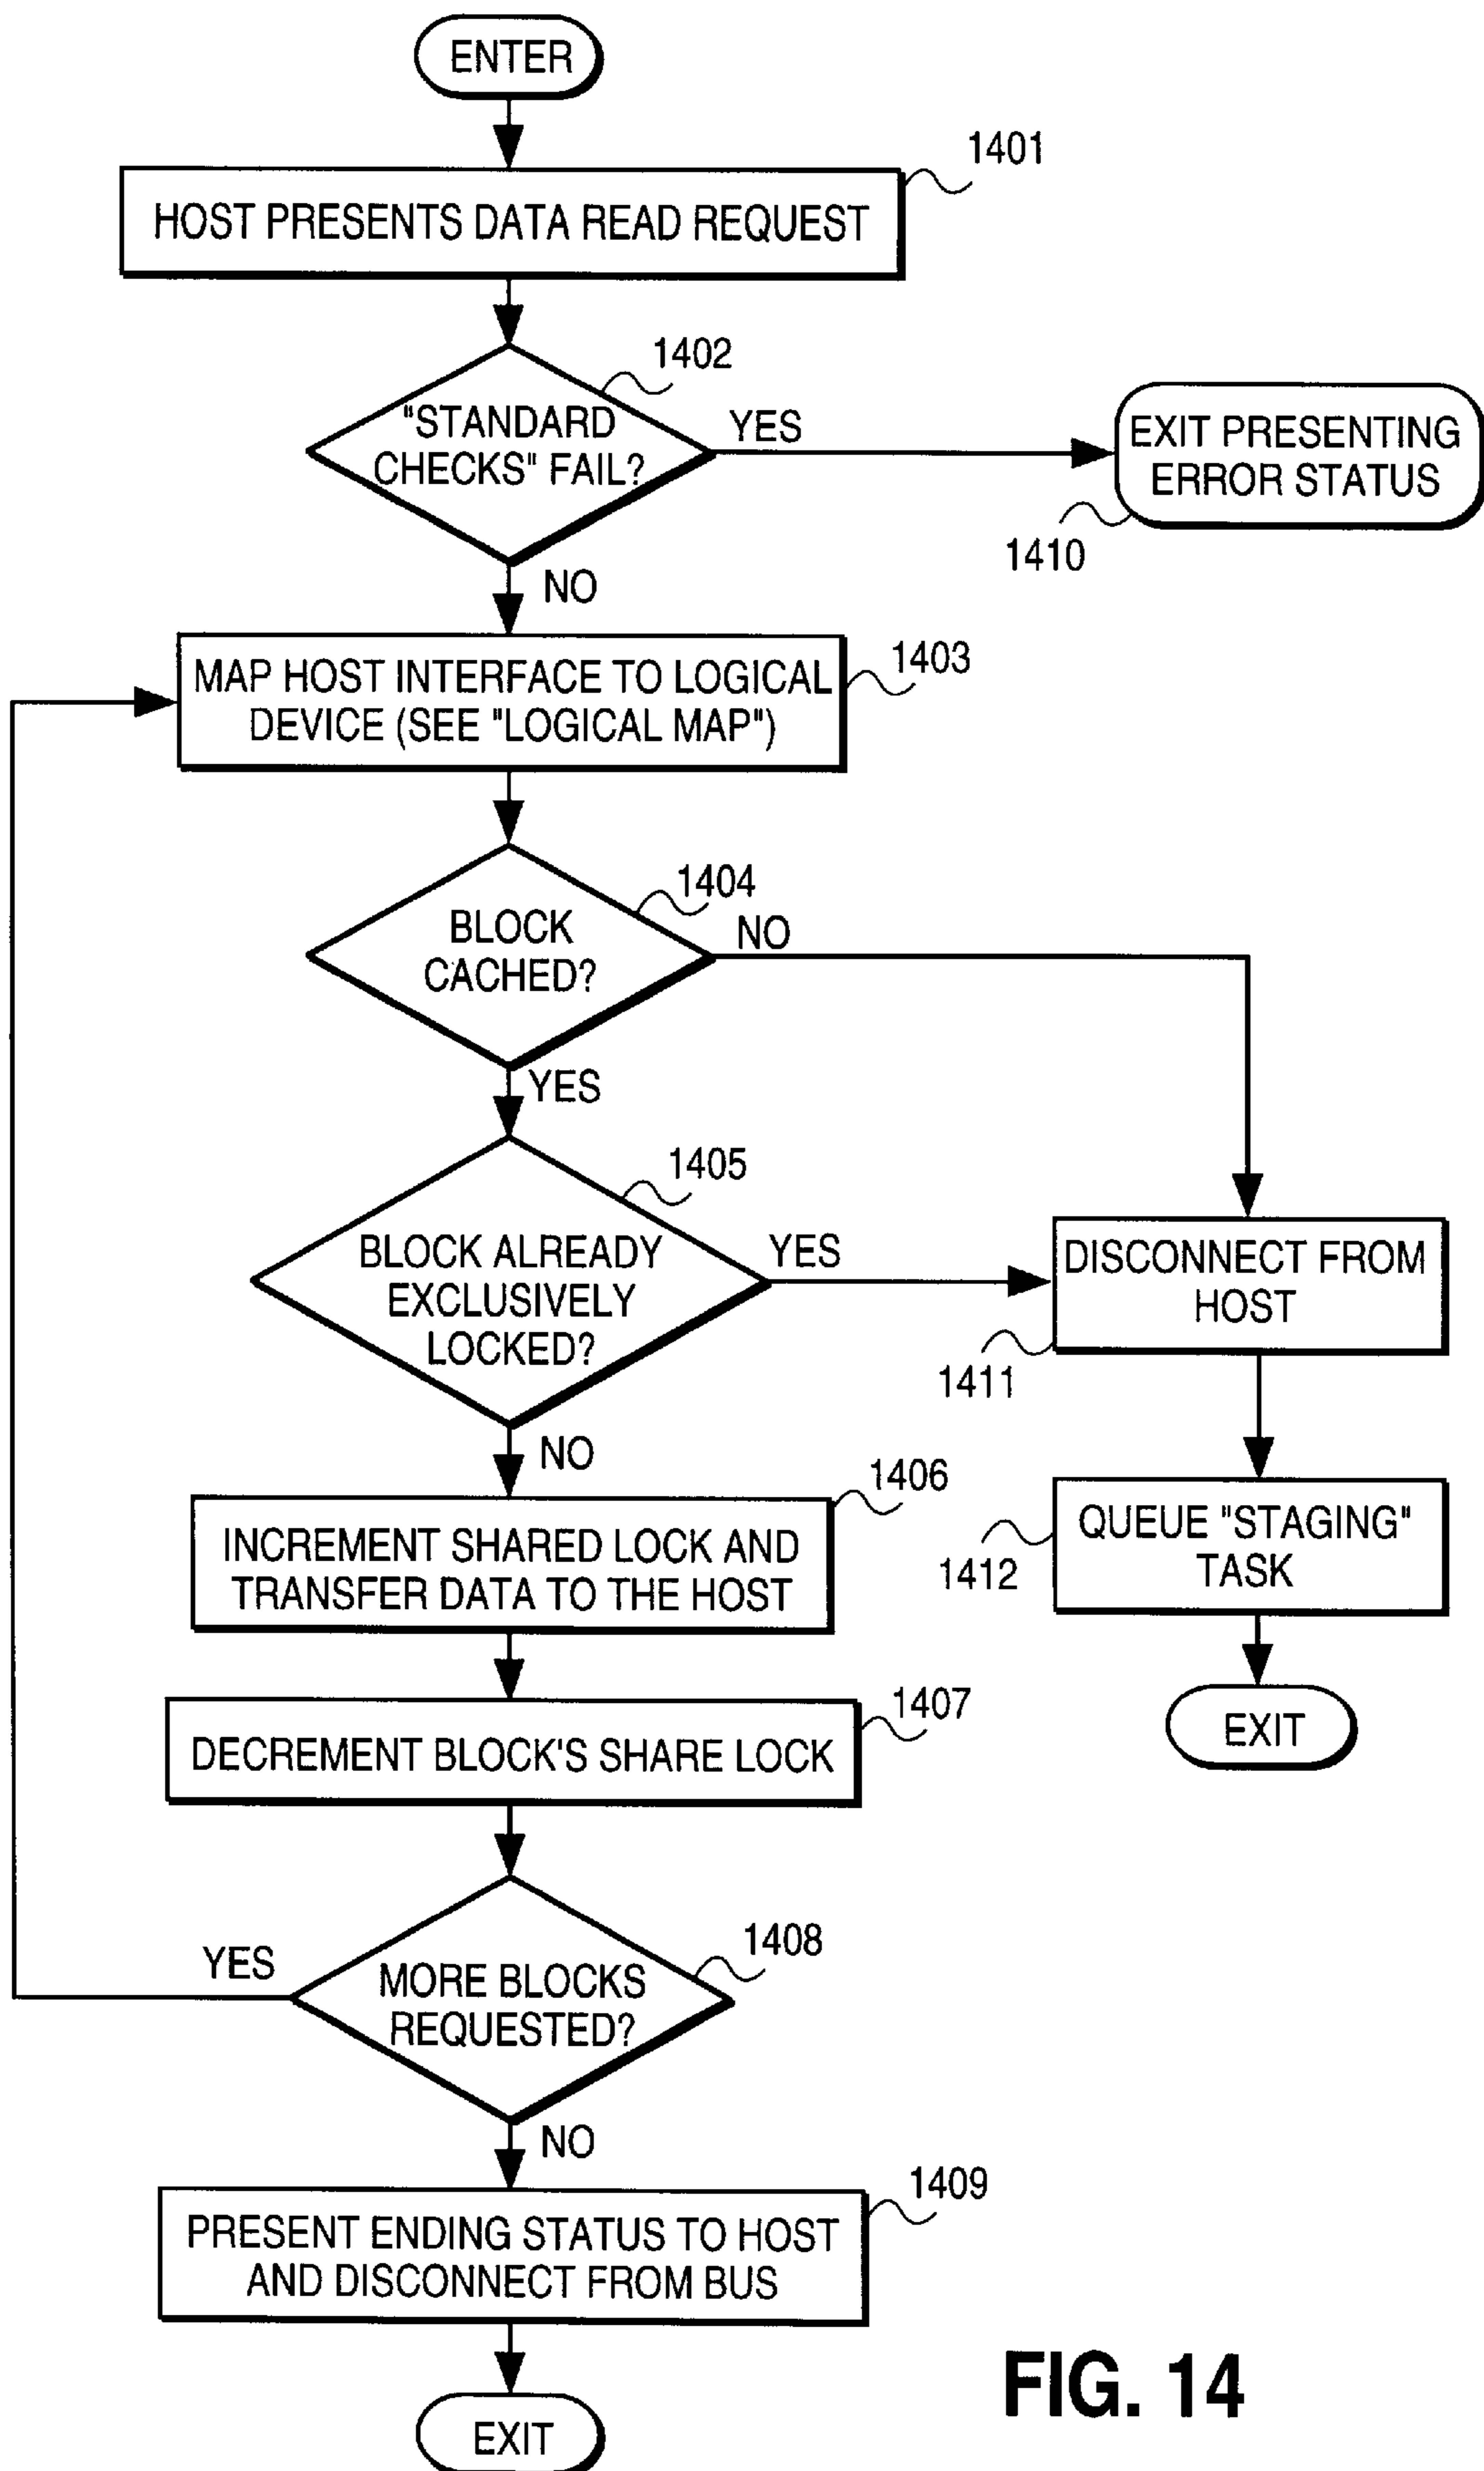 ENTER
1401
HOST PRESENTS DATA READ REQUEST
1402
"STANDARD
CHECKS" FAIL?
YES
EXIT PRESENTING
ERROR STATUS
1410
NO
1403
MAP HOST INTERFACE TO LOGICAL
DEVICE (SEE "LOGICAL MAP")
1404
BLOCK
CACHED?
NO
YES
1405
BLOCK ALREADY
EXCLUSIVELY
LOCKED?
YES
DISCONNECT FROM
HOST
1411
NO
1406
INCREMENT SHARED LOCK AND
TRANSFER DATA TO THE HOST
QUEUE "STAGING"
TASK
1412
1407
DECREMENT BLOCK'S SHARE LOCK
EXIT
1408
YES
MORE BLOCKS
REQUESTED?
NO
1409
PRESENT ENDING STATUS TO HOST
AND DISCONNECT FROM BUS
EXIT
FIG. 14